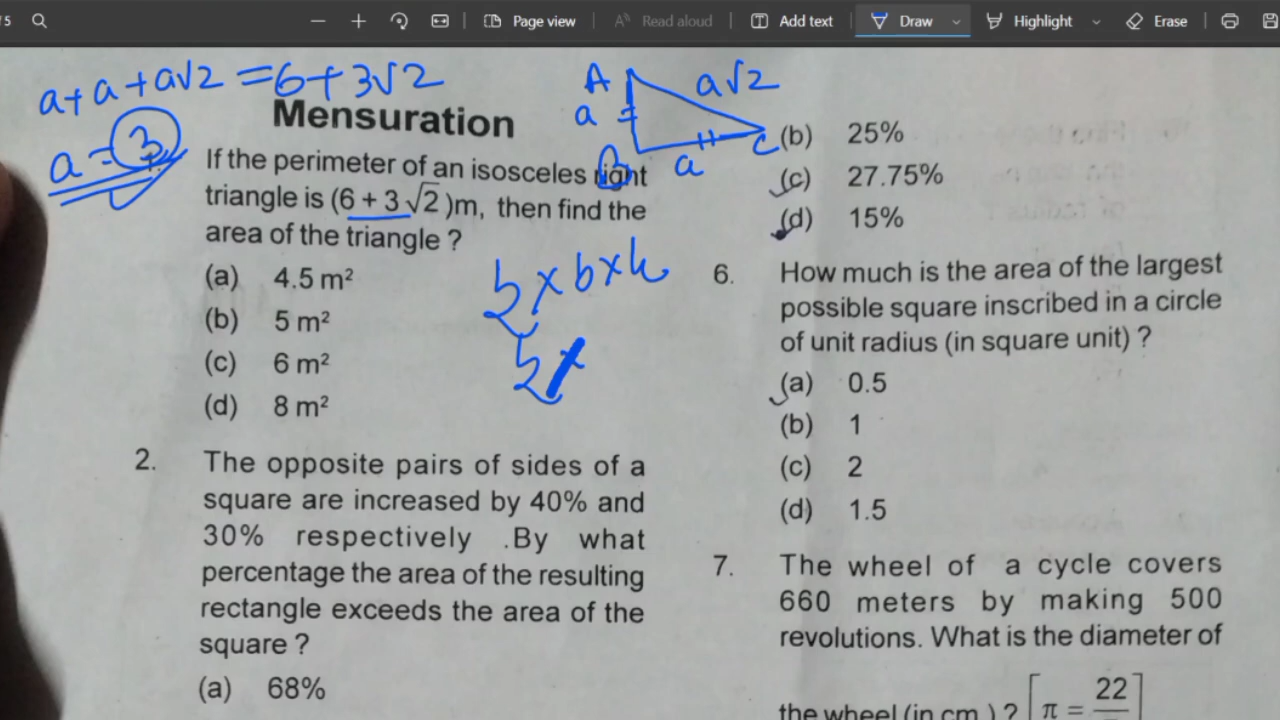 /5
Page view
Read aloud
Add text
Draw
Highlight
Erase
a+a+a√2 = 6+3√2
a = 3
A
a
a√2
B
a
C
Mensuration
If the perimeter of an isosceles right
triangle is (6 + 3 √2 )m, then find the
area of the triangle ?
(a) 4.5 m²
(b) 5 m²
(c) 6 m²
(d) 8 m²
½ × b × h
½ ×
2. The opposite pairs of sides of a
square are increased by 40% and
30% respectively .By what
percentage the area of the resulting
rectangle exceeds the area of the
square ?
(a) 68%
(b) 25%
(c) 27.75%
(d) 15%
6. How much is the area of the largest
possible square inscribed in a circle
of unit radius (in square unit) ?
(a) 0.5
(b) 1
(c) 2
(d) 1.5
7. The wheel of a cycle covers
660 meters by making 500
revolutions. What is the diameter of
the wheel (in cm ) ? [π = 22